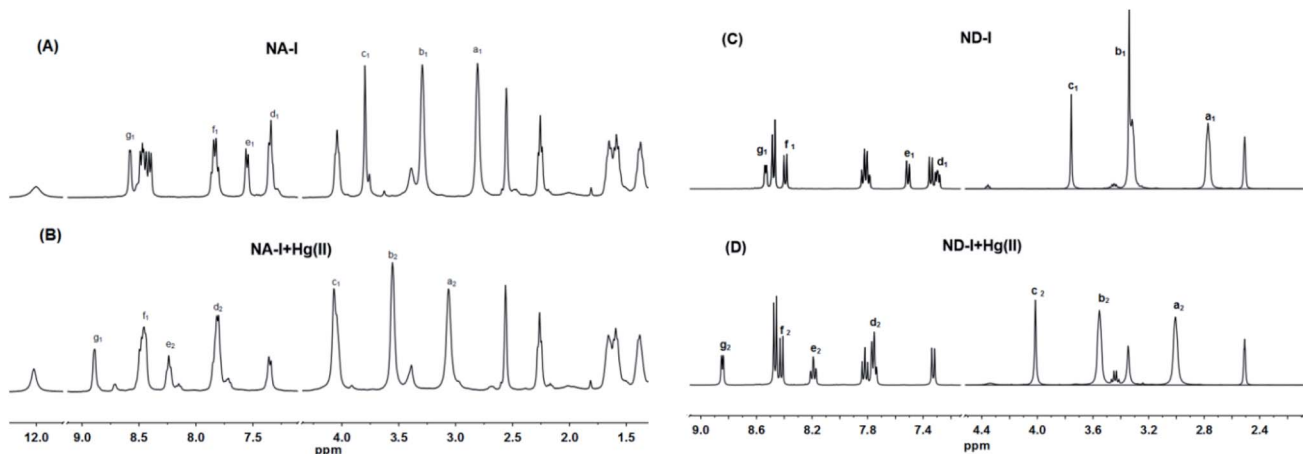 (A)
NA-I
g1
f1
e1
d1
c1
b1
a1
(B)
NA-I+Hg(II)
g1
f1
e2
d2
c1
b2
a2
12.0 9.0 8.5 8.0 7.5 4.0 3.5 3.0 2.5 2.0 1.5
ppm
(C)
ND-I
g1
f1
e1
d1
c1
b1
a1
(D)
ND-I+Hg(II)
g2
f2
e2
d2
c2
b2
a2
9.0 8.6 8.2 7.8 7.4 4.4 4.0 3.6 3.2 2.8 2.4
ppm